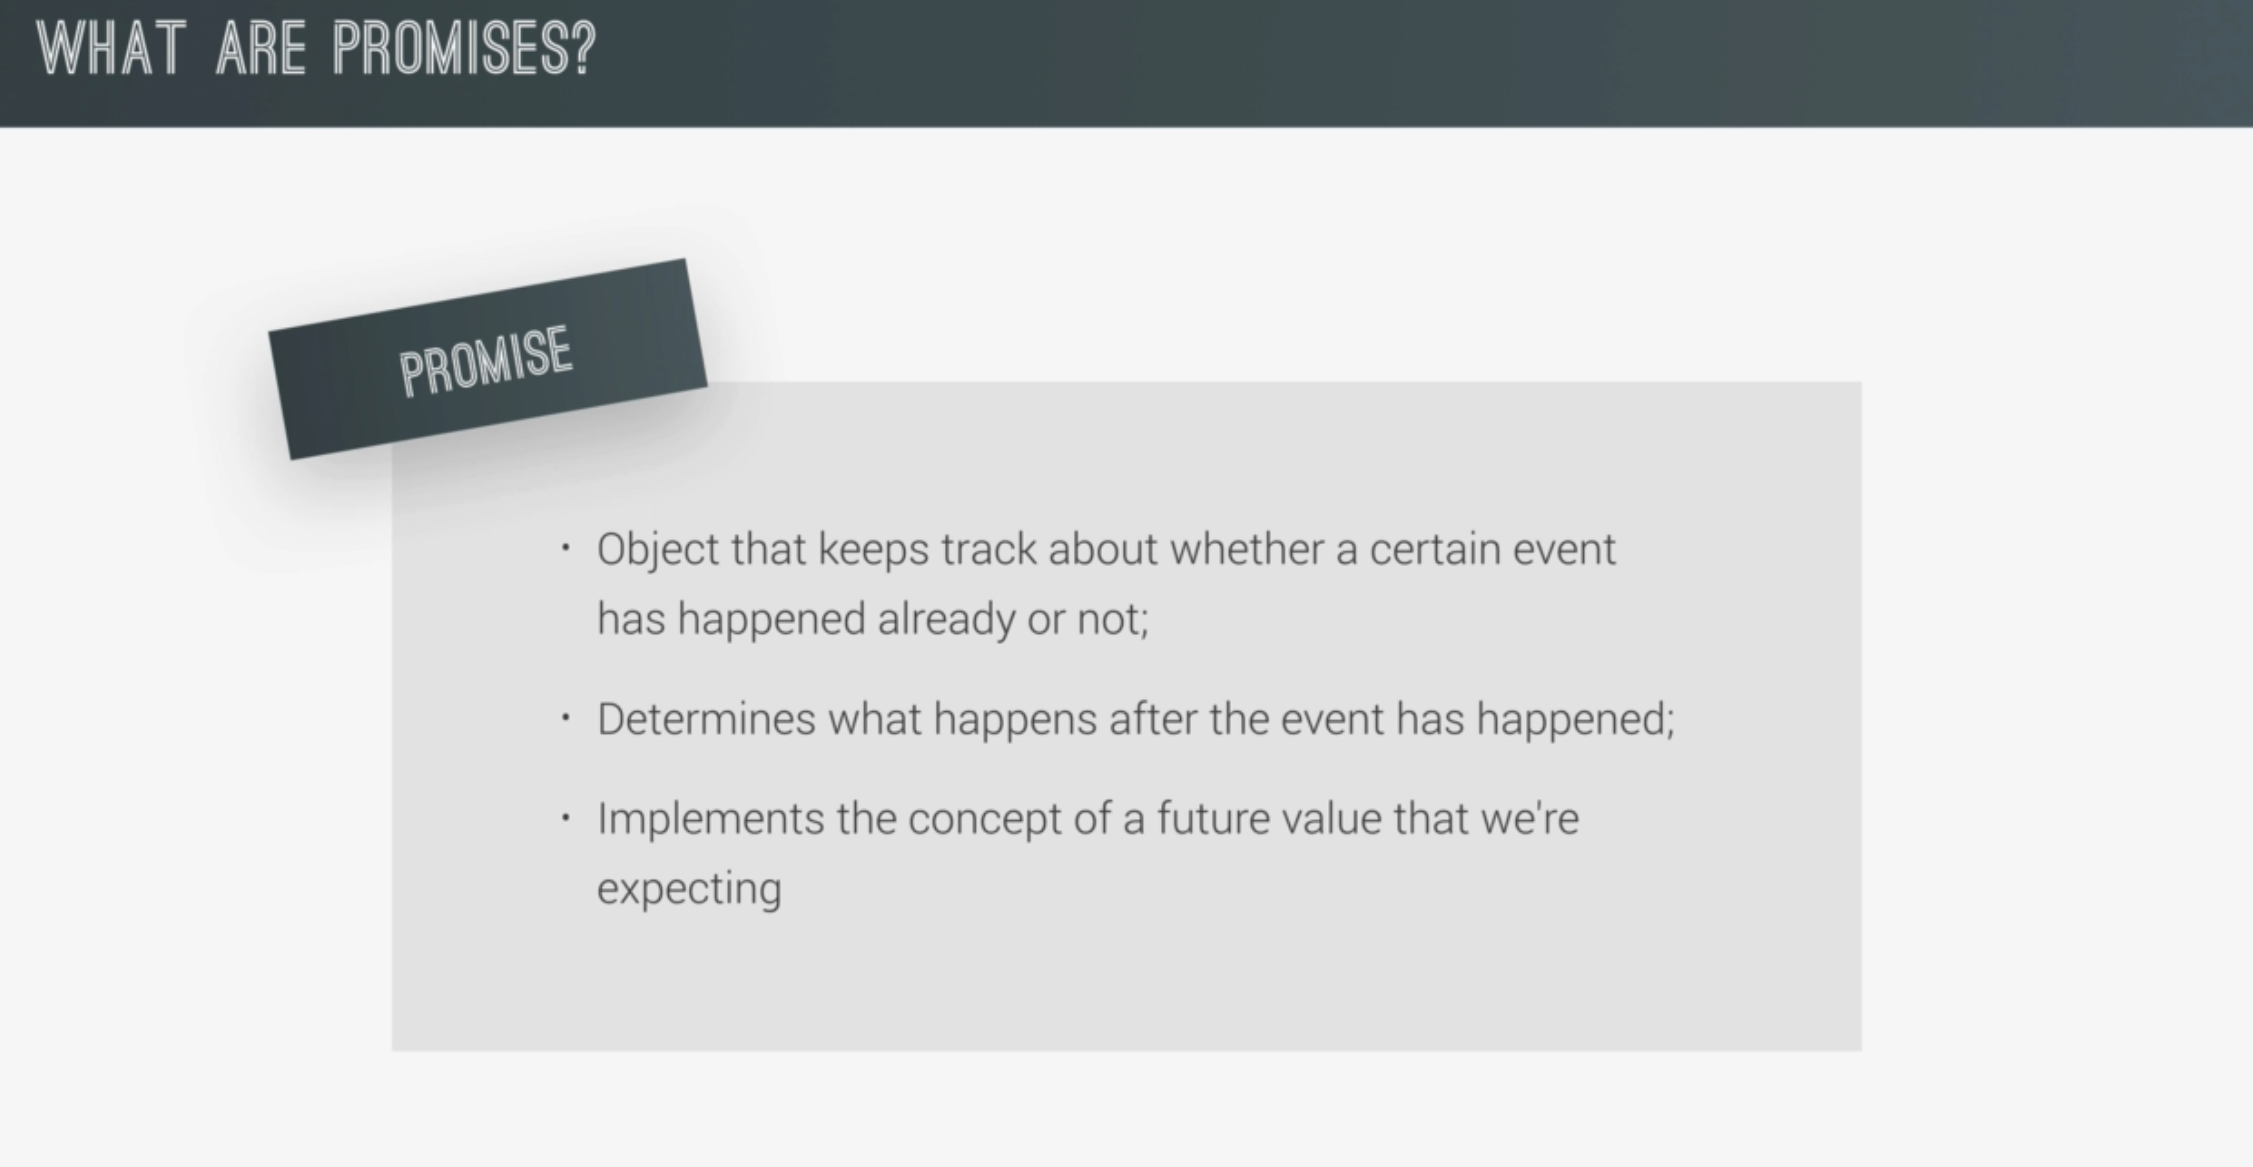 WHAT ARE PROMISES?
PROMISE
· Object that keeps track about whether a certain event
has happened already or not;
· Determines what happens after the event has happened;
· Implements the concept of a future value that we're
expecting